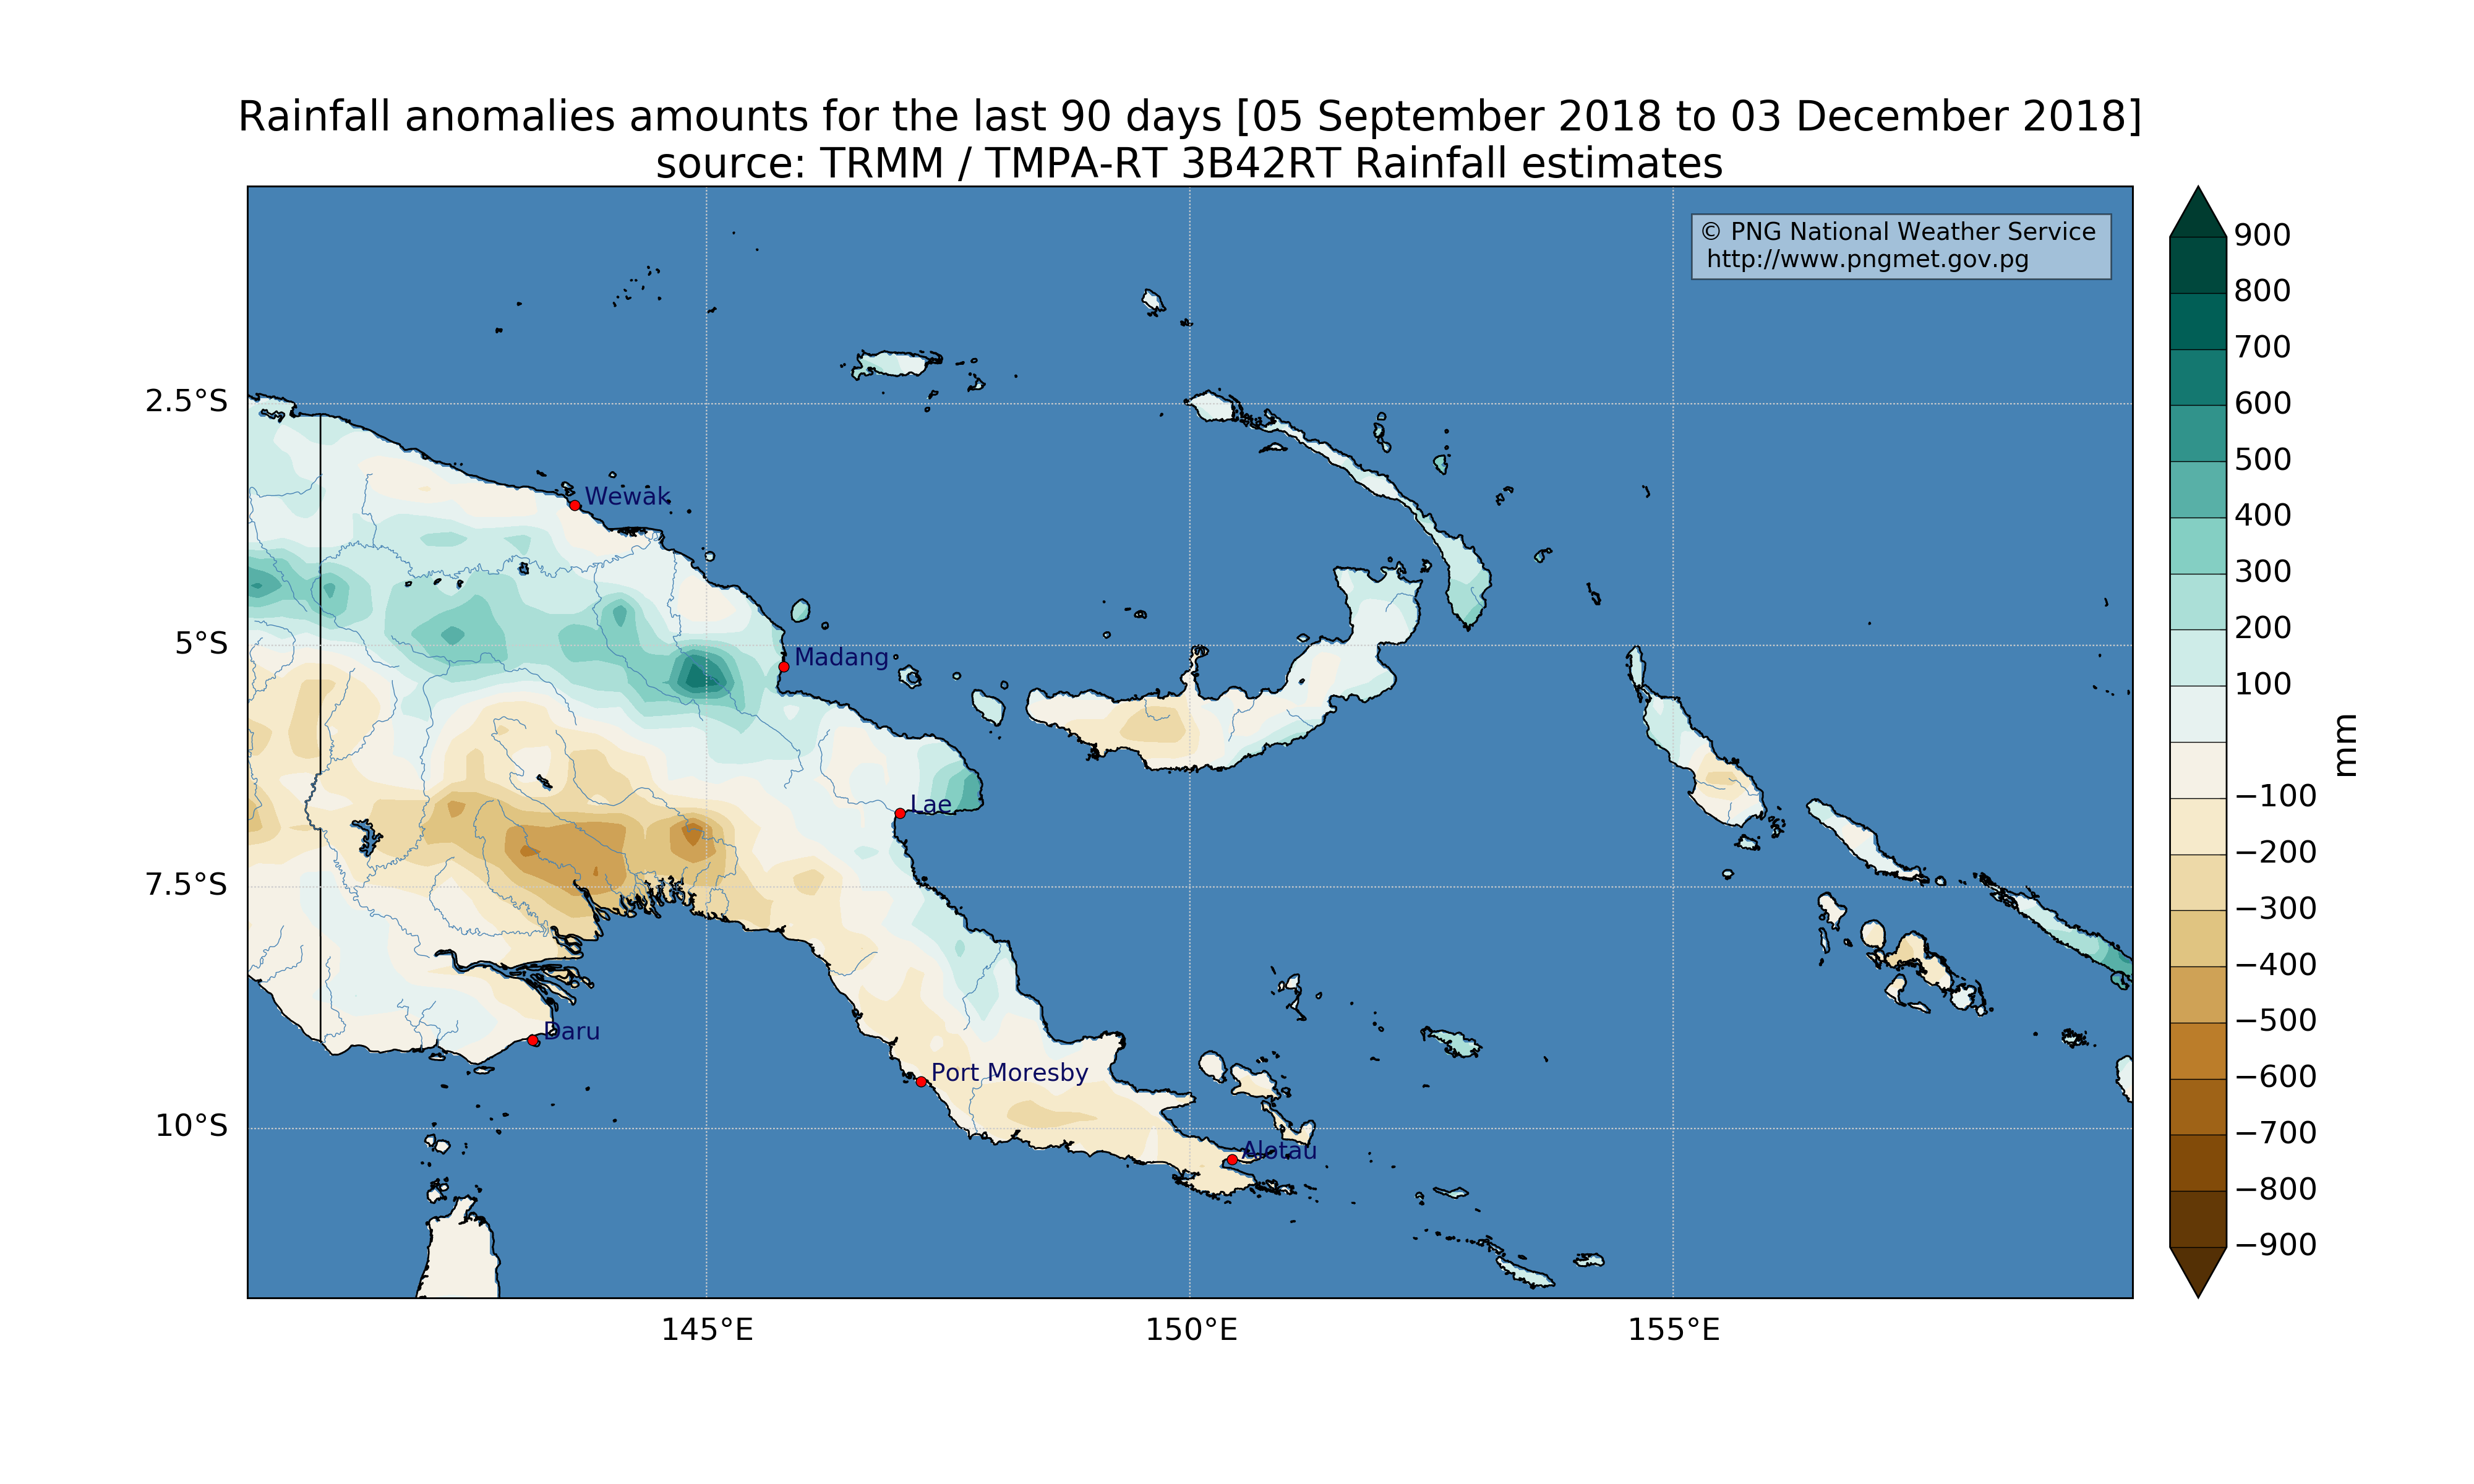 Rainfall anomalies amounts for the last 90 days [05 September 2018 to 03 December 2018]
source: TRMM / TMPA-RT 3B42RT Rainfall estimates
© PNG National Weather Service
http://www.pngmet.gov.pg
2.5°S
5°S
7.5°S
10°S
Wewak
Madang
Lae
Daru
Port Moresby
Alotau
145°E
150°E
155°E
900
800
700
600
500
400
300
200
100
−100
−200
−300
−400
−500
−600
−700
−800
−900
mm